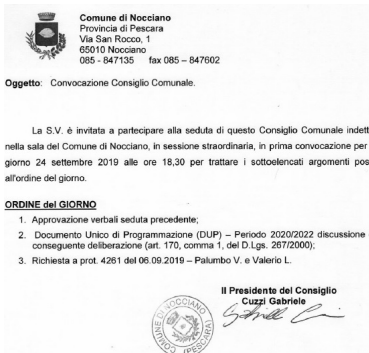 Comune di Nocciano
Provincia di Pescara
Via San Rocco, 1
65010 Nocciano
085 - 847135 fax 085 – 847602
Oggetto: Convocazione Consiglio Comunale.
La S.V. è invitata a partecipare alla seduta di questo Consiglio Comunale indett
nella sala del Comune di Nocciano, in sessione straordinaria, in prima convocazione per
giorno 24 settembre 2019 alle ore 18,30 per trattare i sottoelencati argomenti pos
all'ordine del giorno.
ORDINE del GIORNO
1. Approvazione verbali seduta precedente;
2. Documento Unico di Programmazione (DUP) – Periodo 2020/2022 discussione
conseguente deliberazione (art. 170, comma 1, del D.Lgs. 267/2000);
3. Richiesta a prot. 4261 del 06.09.2019 – Palumbo V. e Valerio L.
Il Presidente del Consiglio
Cuzzi Gabriele
NOCCIANO
(PESCARA)